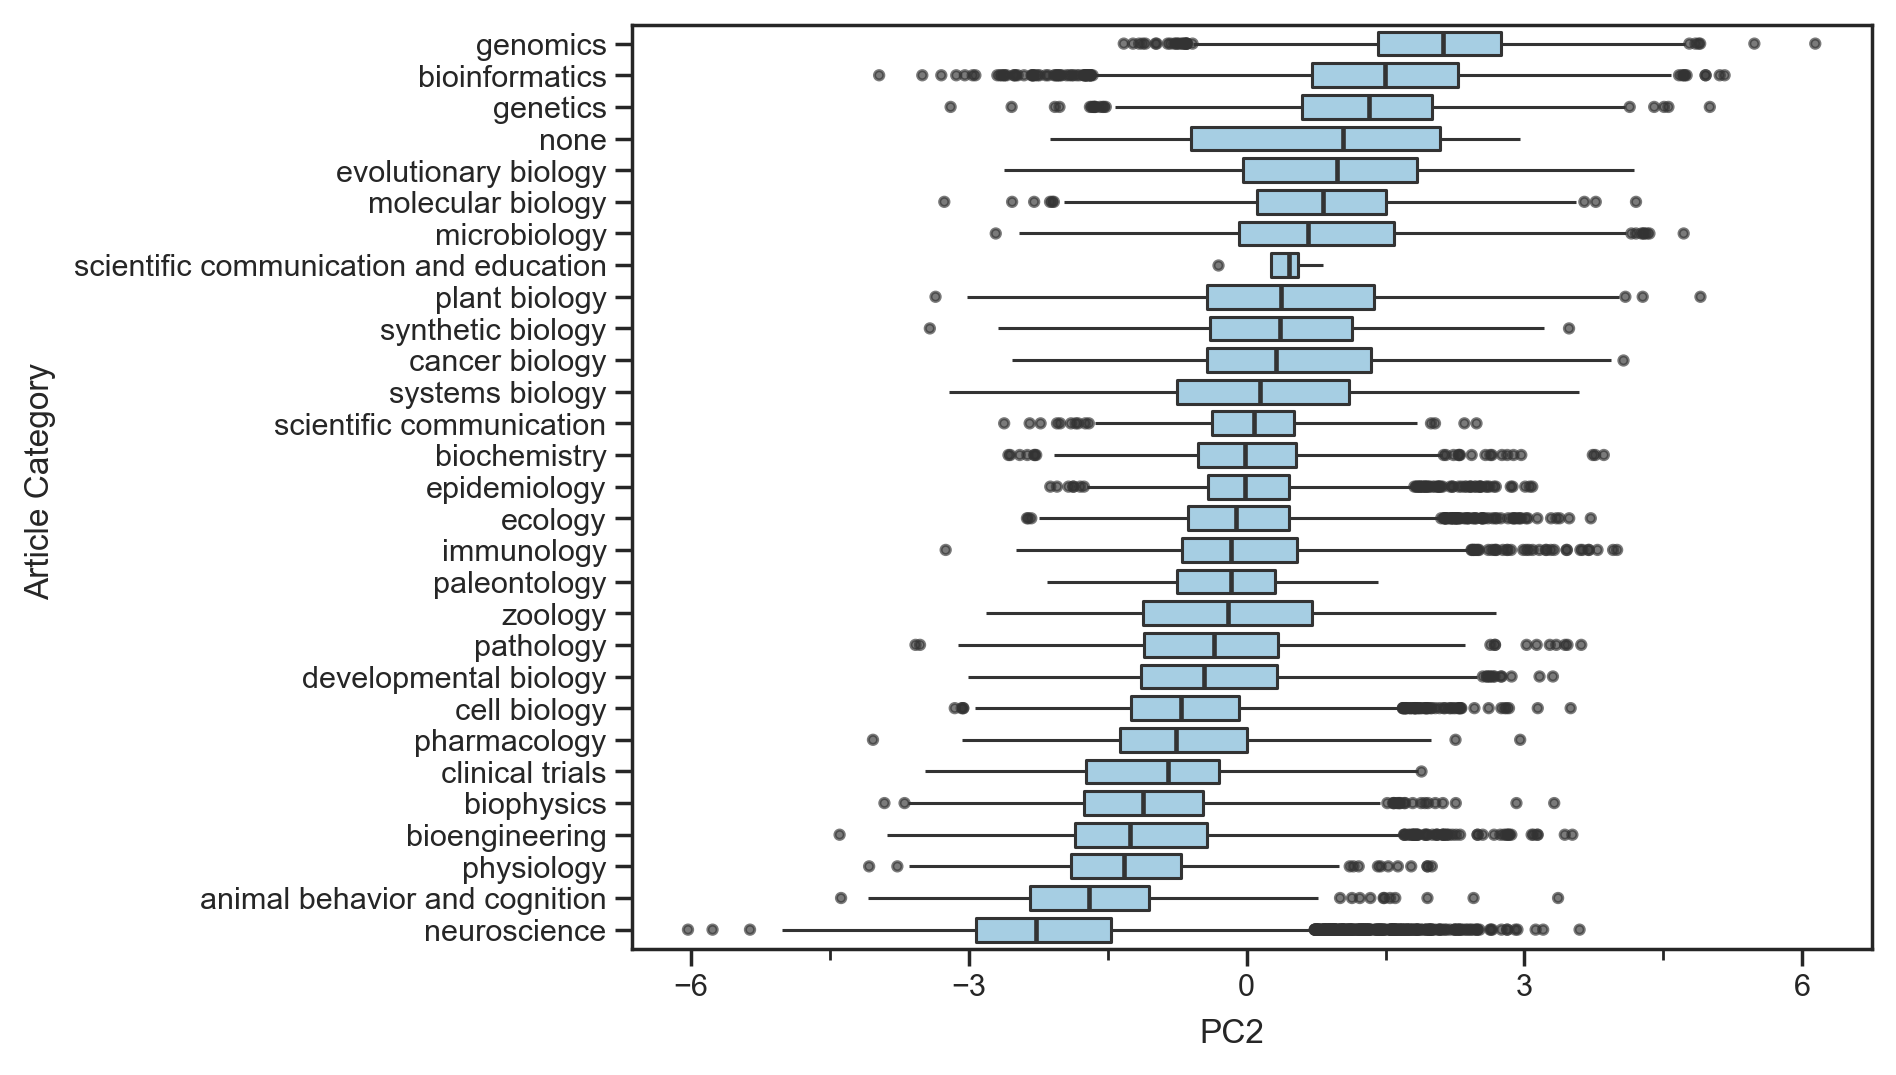 genomics
bioinformatics
genetics
none
evolutionary biology
molecular biology
microbiology
scientific communication and education
plant biology
synthetic biology
cancer biology
systems biology
scientific communication
biochemistry
epidemiology
ecology
immunology
paleontology
zoology
pathology
developmental biology
cell biology
pharmacology
clinical trials
biophysics
bioengineering
physiology
animal behavior and cognition
neuroscience
Article Category
−6 −3 0 3 6
PC2